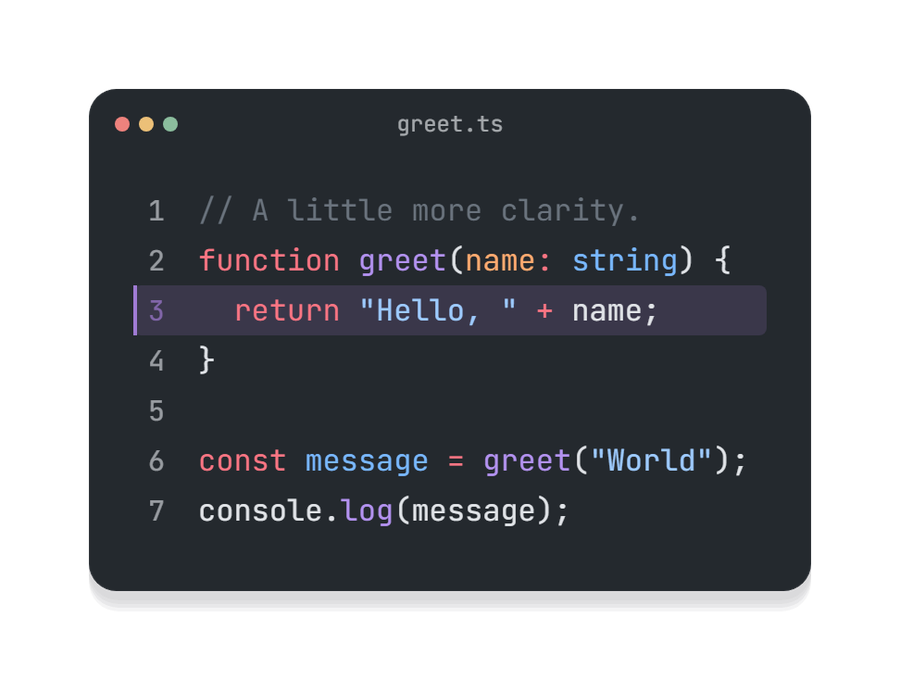 greet.ts
1 // A little more clarity.
2 function greet(name: string) {
3   return "Hello, " + name;
4 }
5
6 const message = greet("World");
7 console.log(message);